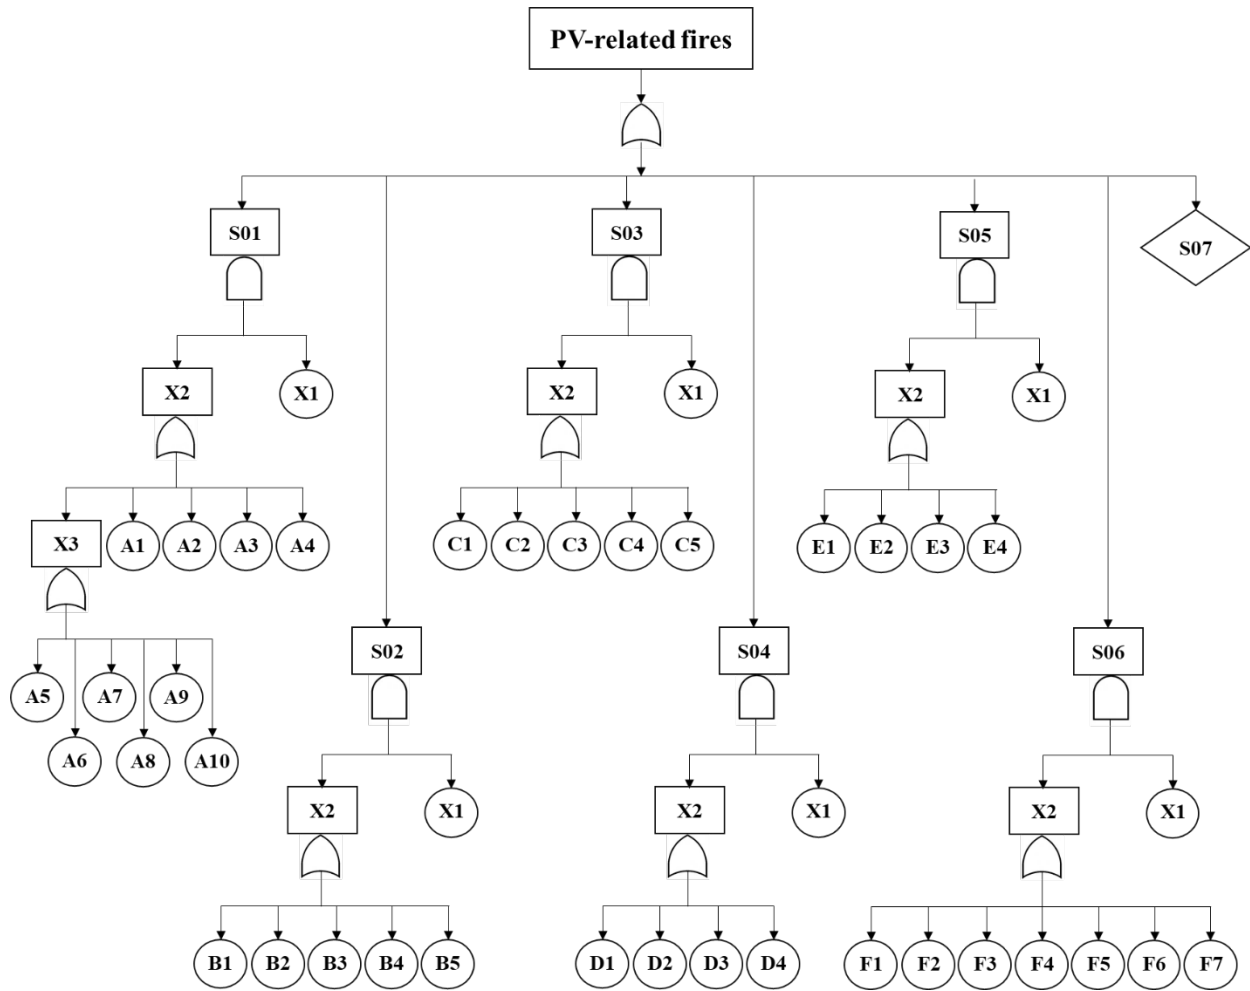 PV-related fires
S01
S03
S05
S07
X2
X1
X2
X1
X2
X1
X3
A1
A2
A3
A4
C1
C2
C3
C4
C5
E1
E2
E3
E4
S02
S04
S06
A5
A7
A9
A6
A8
A10
X2
X1
X2
X1
X2
X1
B1
B2
B3
B4
B5
D1
D2
D3
D4
F1
F2
F3
F4
F5
F6
F7